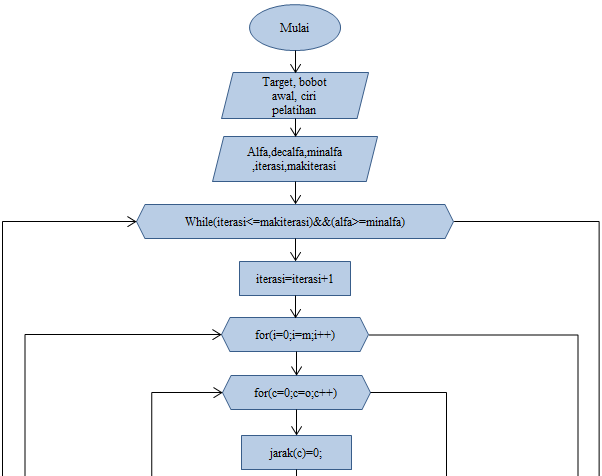 Mulai
Target, bobot
awal, ciri
pelatihan
Alfa,decalfa,minalfa
,iterasi,makiterasi
While(iterasi<=makiterasi)&&(alfa>=minalfa)
iterasi=iterasi+1
for(i=0;i=m;i++)
for(c=0;c=o;c++)
jarak(c)=0;